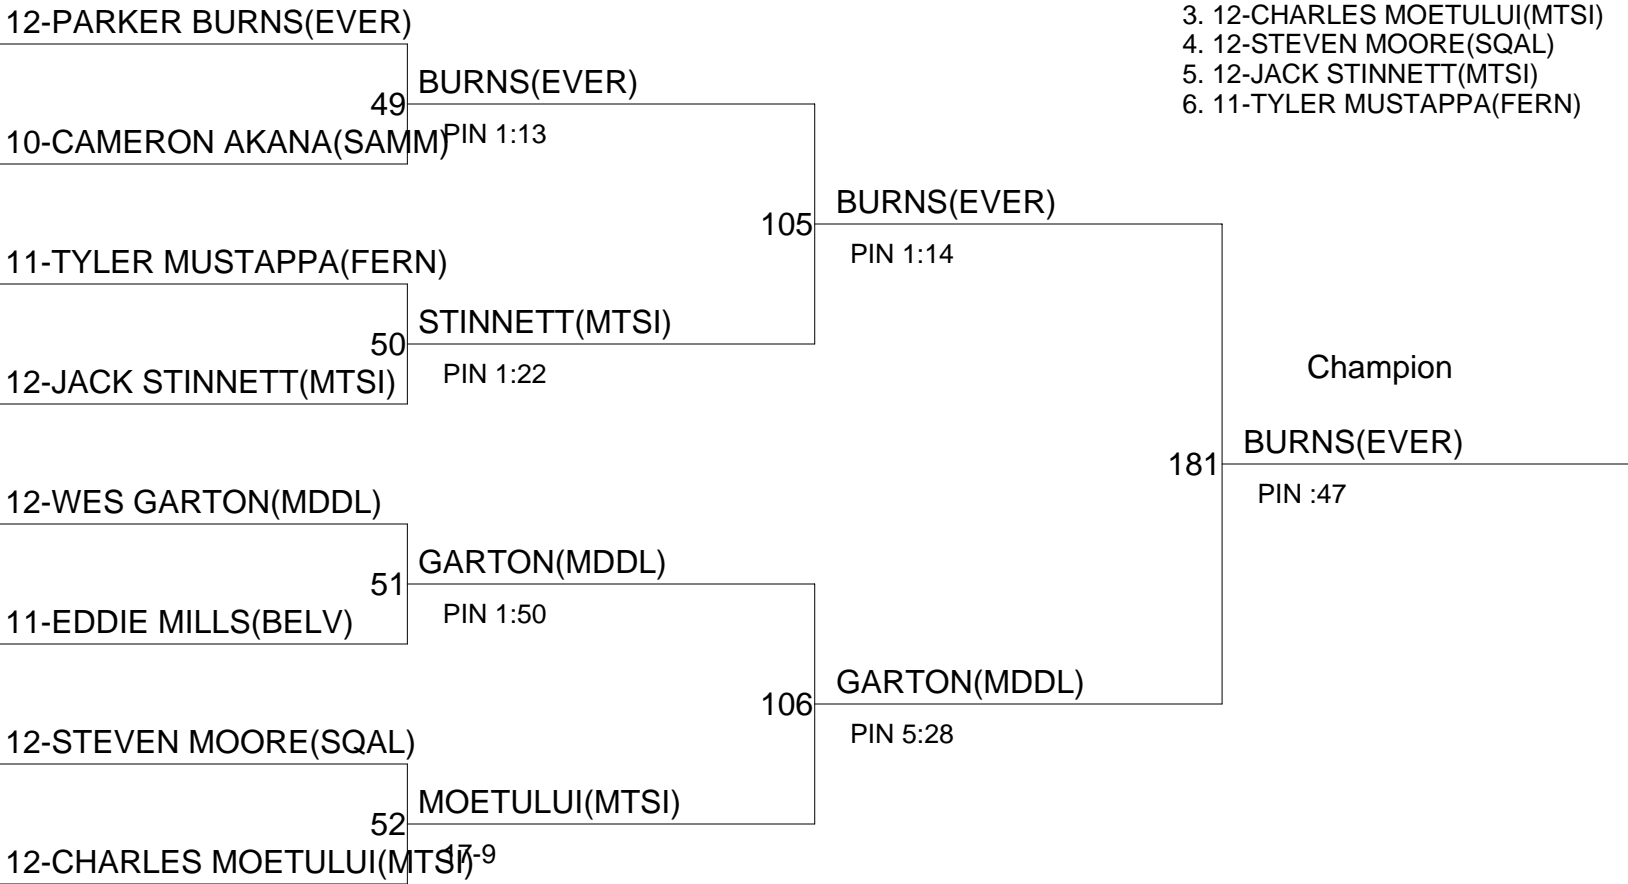 12-PARKER BURNS(EVER)
3. 12-CHARLES MOETULUI(MTSI)
4. 12-STEVEN MOORE(SQAL)
5. 12-JACK STINNETT(MTSI)
6. 11-TYLER MUSTAPPA(FERN)
BURNS(EVER)
49
PIN 1:13
10-CAMERON AKANA(SAMM)
BURNS(EVER)
105
PIN 1:14
11-TYLER MUSTAPPA(FERN)
STINNETT(MTSI)
50
PIN 1:22
12-JACK STINNETT(MTSI)
Champion
BURNS(EVER)
181
PIN :47
12-WES GARTON(MDDL)
GARTON(MDDL)
51
PIN 1:50
11-EDDIE MILLS(BELV)
GARTON(MDDL)
106
PIN 5:28
12-STEVEN MOORE(SQAL)
MOETULUI(MTSI)
52
17-9
12-CHARLES MOETULUI(MTSI)